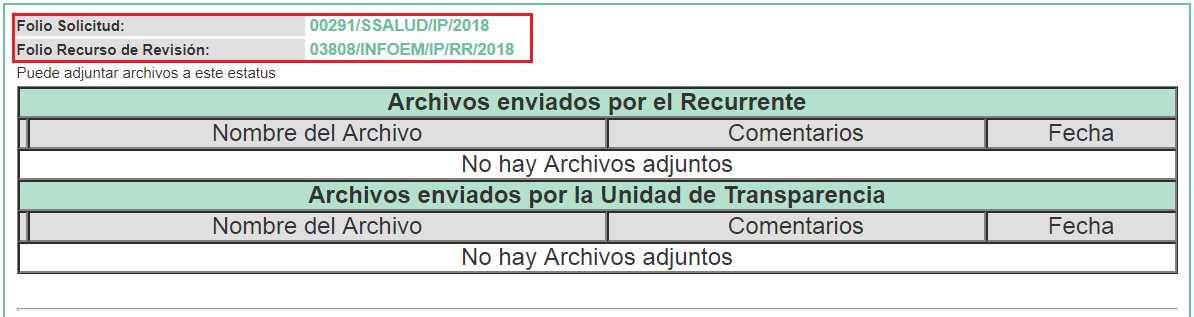 Folio Solicitud: 00291/SSALUD/IP/2018
Folio Recurso de Revisión: 03808/INFOEM/IP/RR/2018
Puede adjuntar archivos a este estatus
Archivos enviados por el Recurrente
Nombre del Archivo Comentarios Fecha
No hay Archivos adjuntos
Archivos enviados por la Unidad de Transparencia
Nombre del Archivo Comentarios Fecha
No hay Archivos adjuntos